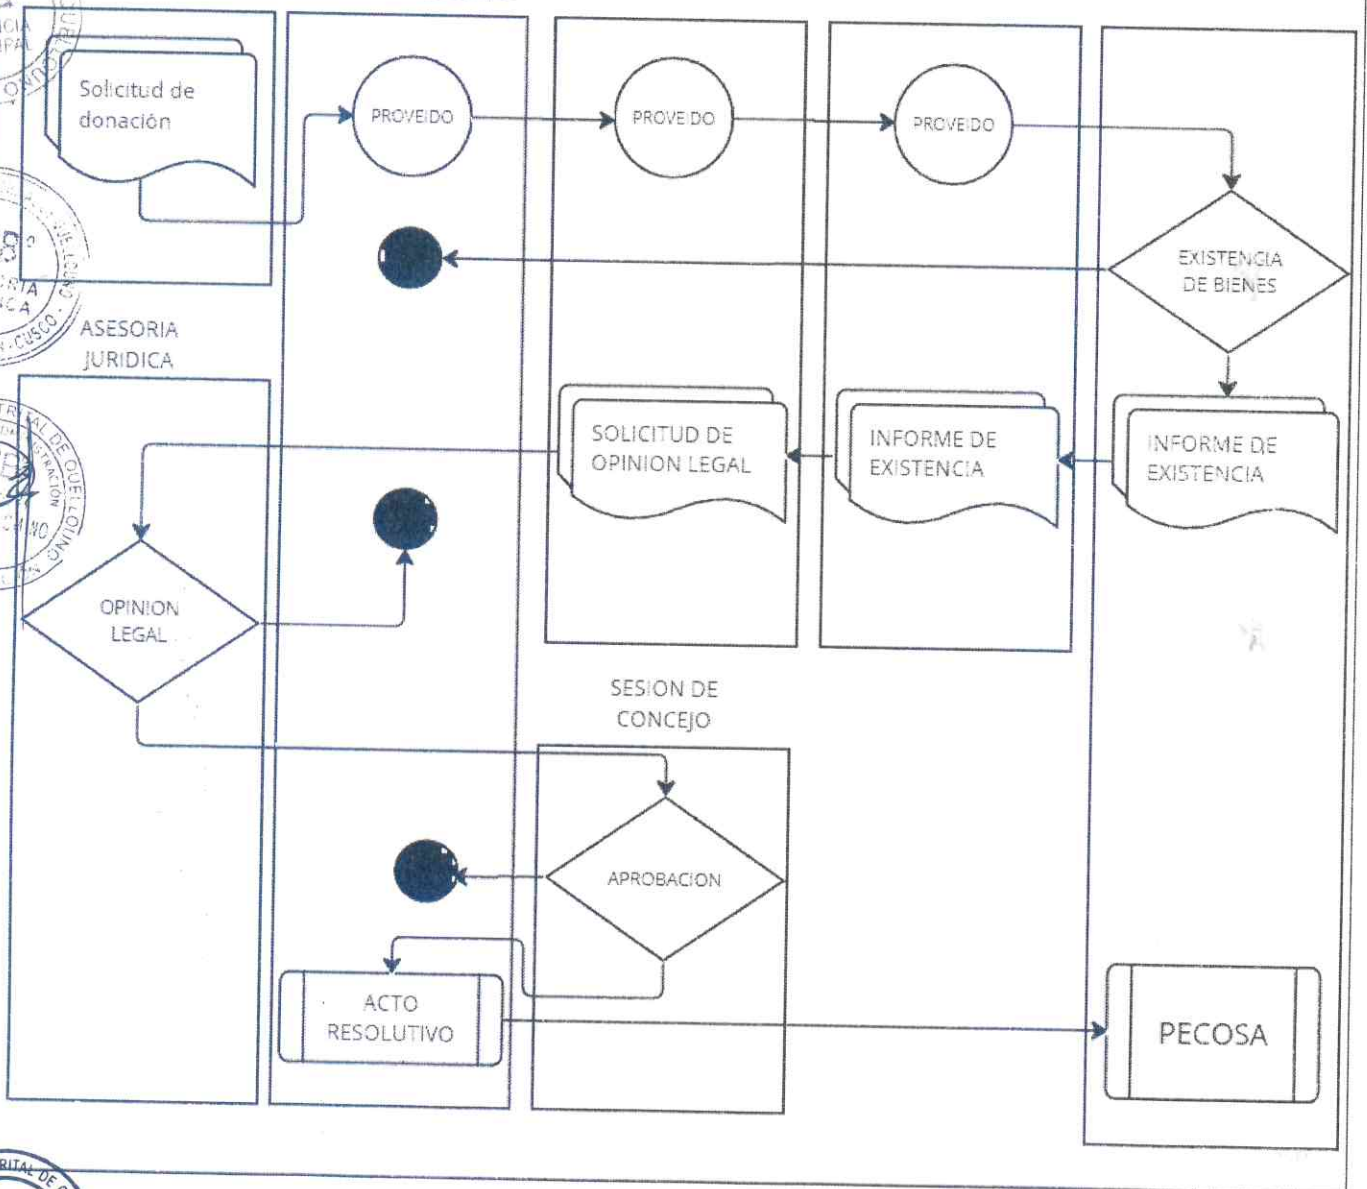 Solicitud de
donación
PROVEIDO
PROVEIDO
PROVEIDO
EXISTENCIA
DE BIENES
ASESORIA
JURIDICA
SOLICITUD DE
OPINION LEGAL
INFORME DE
EXISTENCIA
INFORME DE
EXISTENCIA
OPINION
LEGAL
SESION DE
CONCEJO
APROBACION
ACTO
RESOLUTIVO
PECOSA